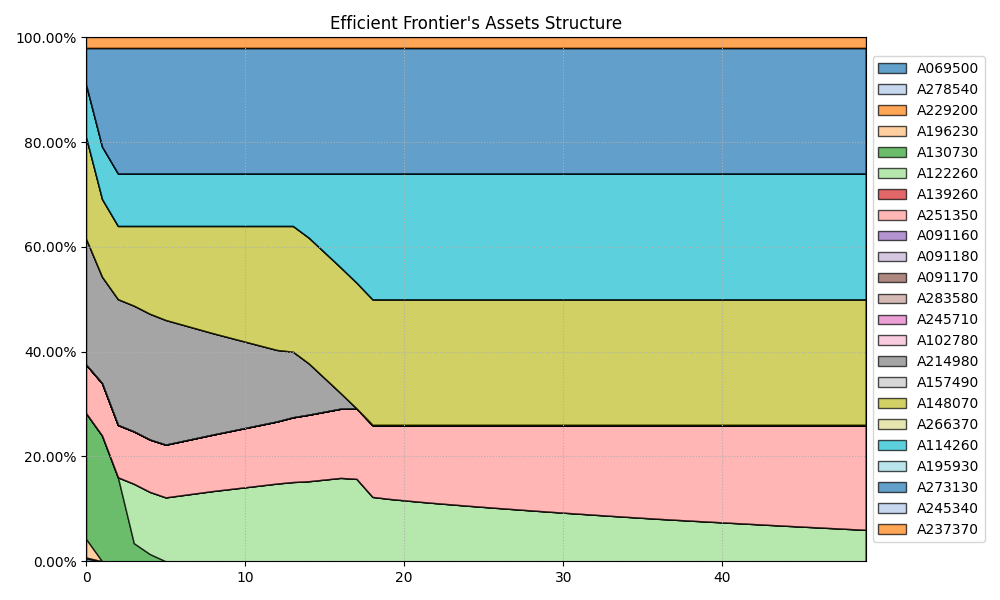 Efficient Frontier's Assets Structure
100.00%
80.00%
60.00%
40.00%
20.00%
0.00%
0 10 20 30 40
A069500
A278540
A229200
A196230
A130730
A122260
A139260
A251350
A091160
A091180
A091170
A283580
A245710
A102780
A214980
A157490
A148070
A266370
A114260
A195930
A273130
A245340
A237370